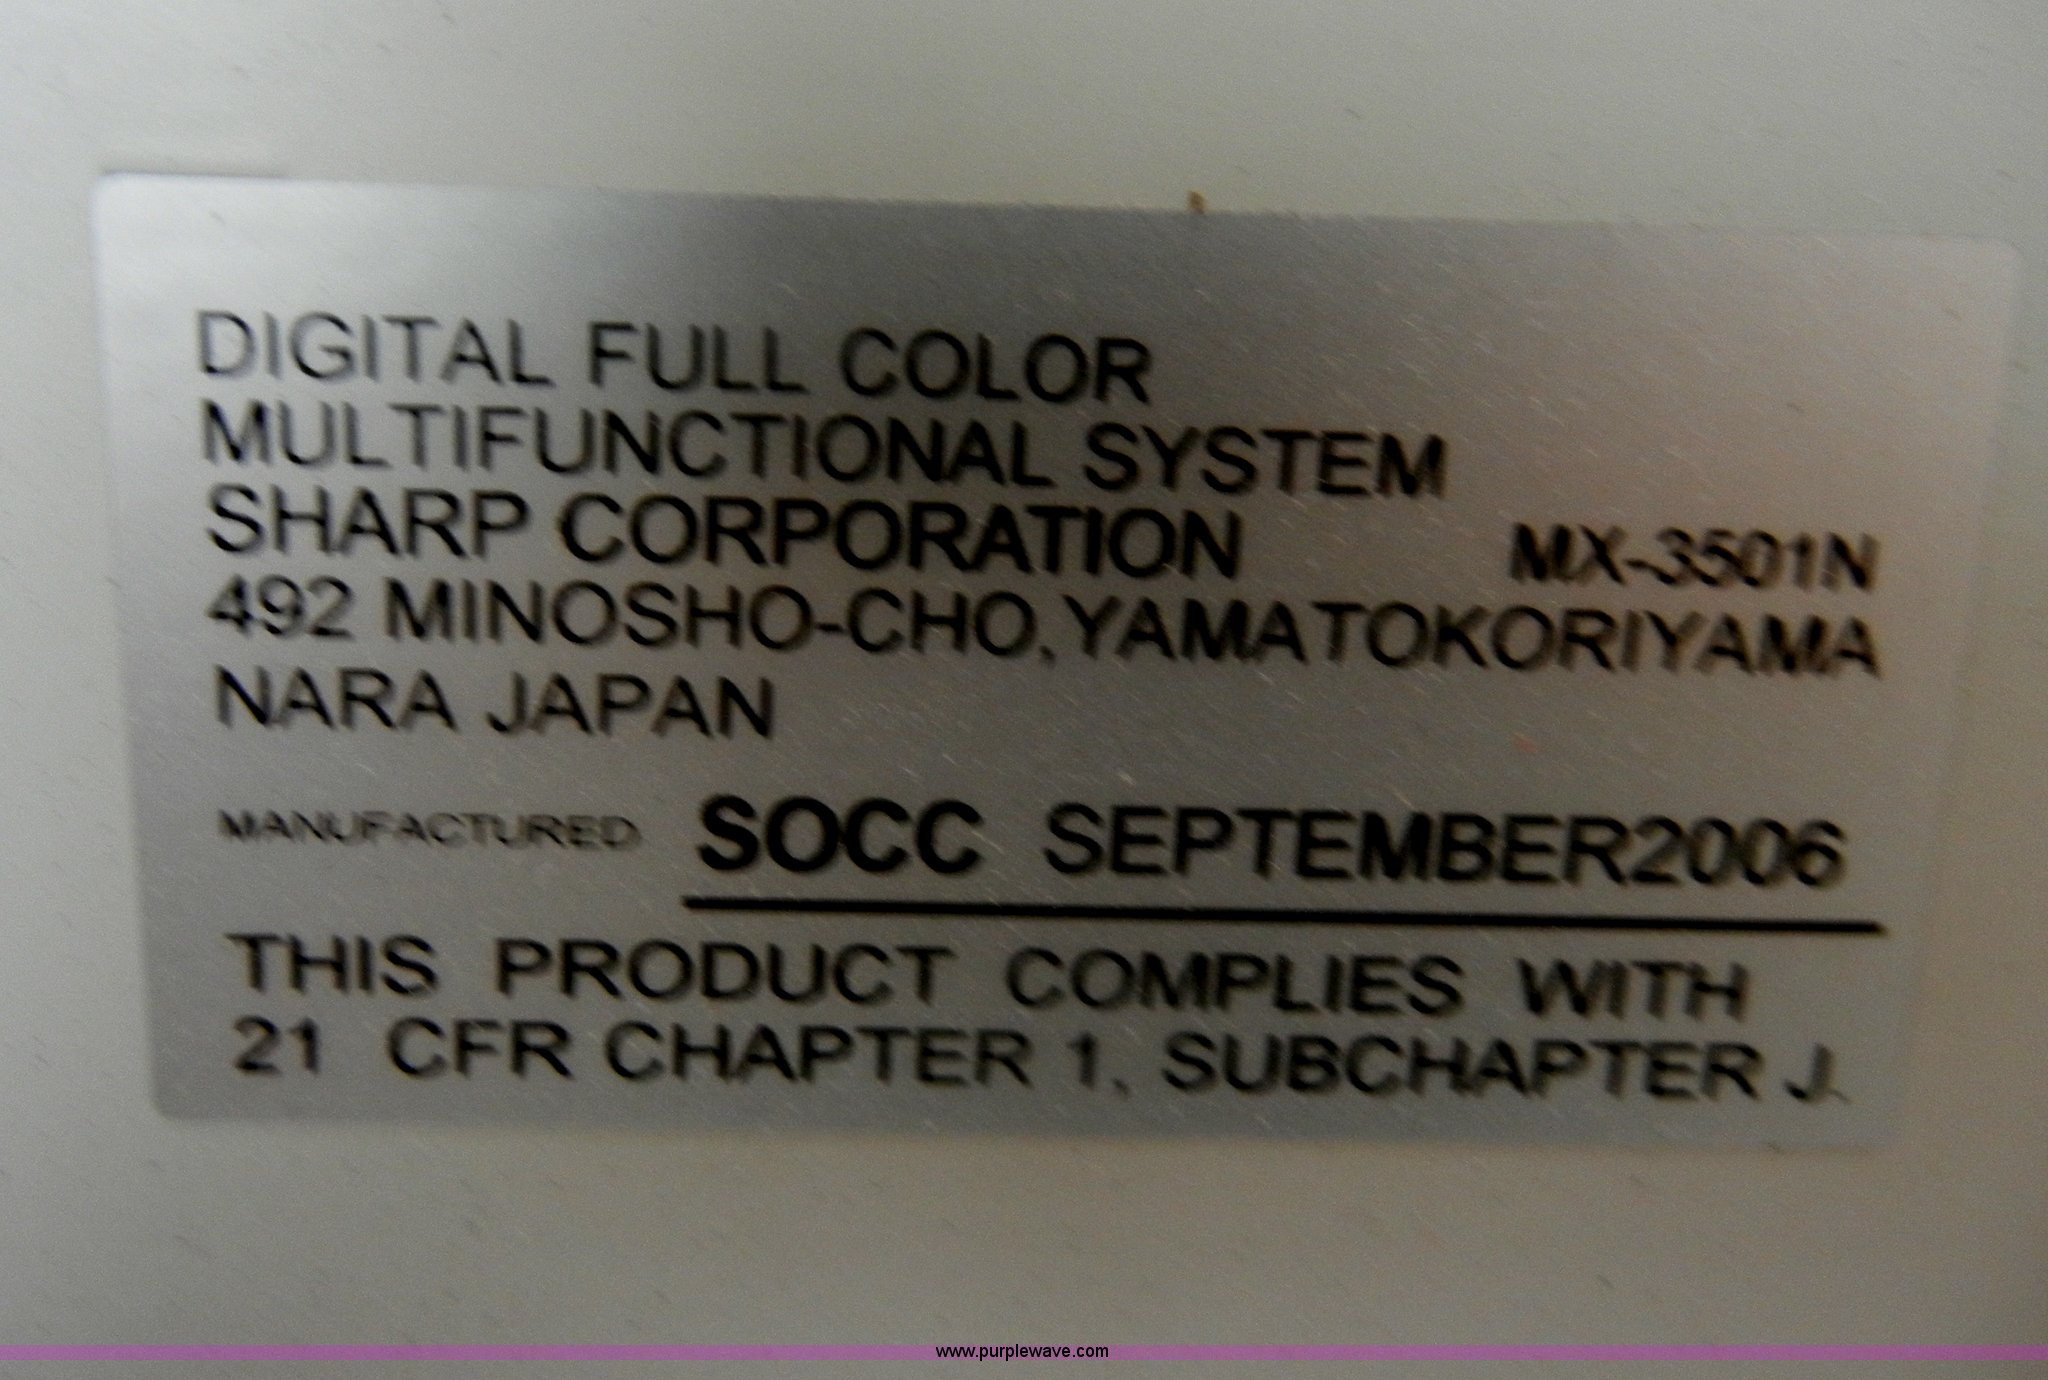 DIGITAL FULL COLOR
MULTIFUNCTIONAL SYSTEM
SHARP CORPORATION MX-3501N
492 MINOSHO-CHO,YAMATOKORIYAMA
NARA JAPAN
MANUFACTURED SOCC SEPTEMBER2006
THIS PRODUCT COMPLIES WITH
21 CFR CHAPTER 1, SUBCHAPTER J.
www.purplewave.com